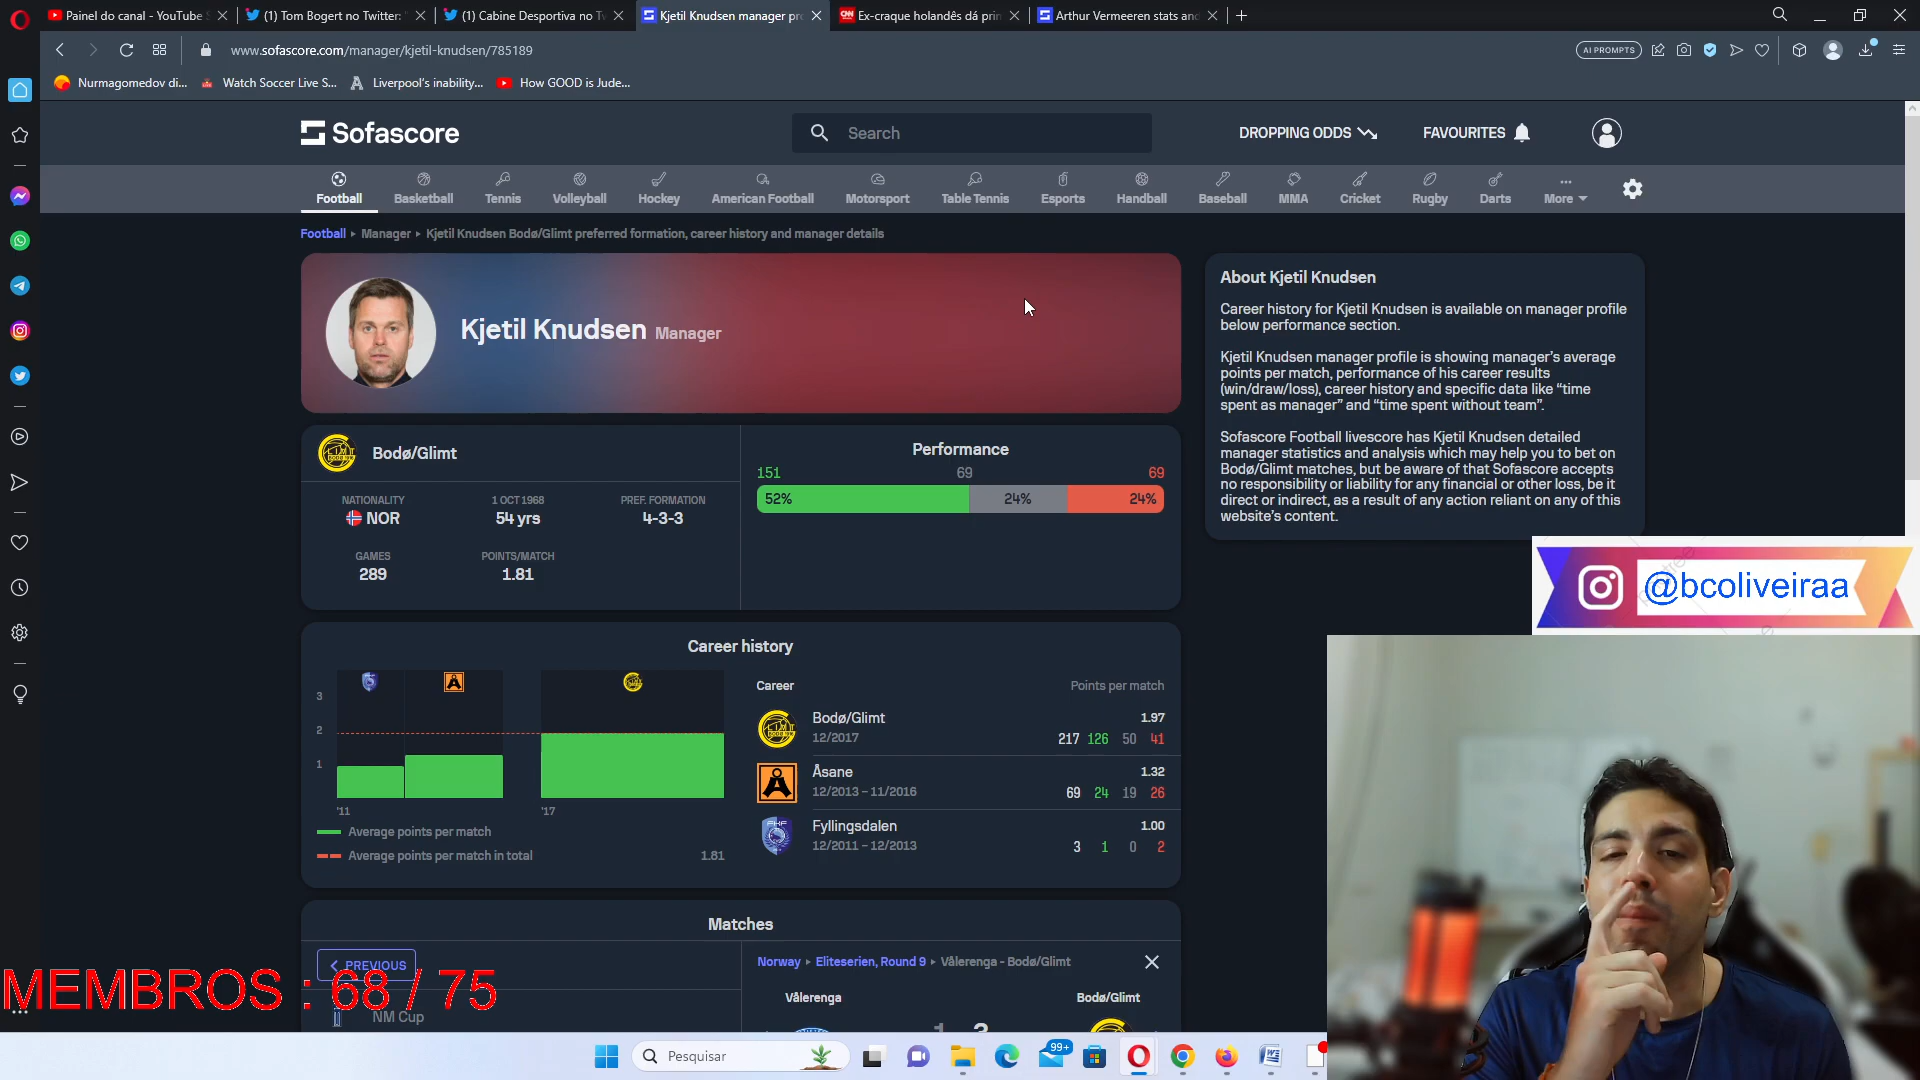 Painel do canal - YouTube S
(1) Tom Bogert no Twitter: "
(1) Cabine Desportiva no Tw
Kjetil Knudsen manager pro
Ex-craque holandês dá prin
Arthur Vermeeren stats and
www.sofascore.com/manager/kjetil-knudsen/785189
AI PROMPTS
Nurmagomedov di...
Watch Soccer Live S...
Liverpool's inability...
How GOOD is Jude...
Sofascore
Search
DROPPING ODDS
FAVOURITES
Football
Basketball
Tennis
Volleyball
Hockey
American Football
Motorsport
Table Tennis
Esports
Handball
Baseball
MMA
Cricket
Rugby
Darts
More
Football Manager Kjetil Knudsen Bodø/Glimt preferred formation, career history and manager details
Kjetil Knudsen Manager
About Kjetil Knudsen
Career history for Kjetil Knudsen is available on manager profile
below performance section.
Kjetil Knudsen manager profile is showing manager's average
points per match, performance of his career results
(win/draw/loss), career history and specific data like "time
spent as manager" and "time spent without team".
Sofascore Football livescore has Kjetil Knudsen detailed
manager statistics and analysis which may help you to bet on
Bodø/Glimt matches, but be aware of that Sofascore accepts
no responsibility or liability for any financial or other loss, be it
direct or indirect, as a result of any action reliant on any of this
website's content.
Bodø/Glimt
NATIONALITY
NOR
1 OCT 1968
54 yrs
PREF. FORMATION
4-3-3
GAMES
289
POINTS/MATCH
1.81
Performance
151 69 69
52% 24% 24%
@bcoliveiraa
Career history
3
2
1
'11 '17
Average points per match
Average points per match in total 1.81
Career Points per match
Bodø/Glimt 1.97
12/2017 217 126 50 41
Åsane 1.32
12/2013 – 11/2016 69 24 19 26
Fyllingsdalen 1.00
12/2011 – 12/2013 3 1 0 2
Matches
PREVIOUS
NM Cup
Norway Eliteserien, Round 9 Vålerenga - Bodø/Glimt
Vålerenga Bodø/Glimt
MEMBROS : 68 / 75
Pesquisar
99+